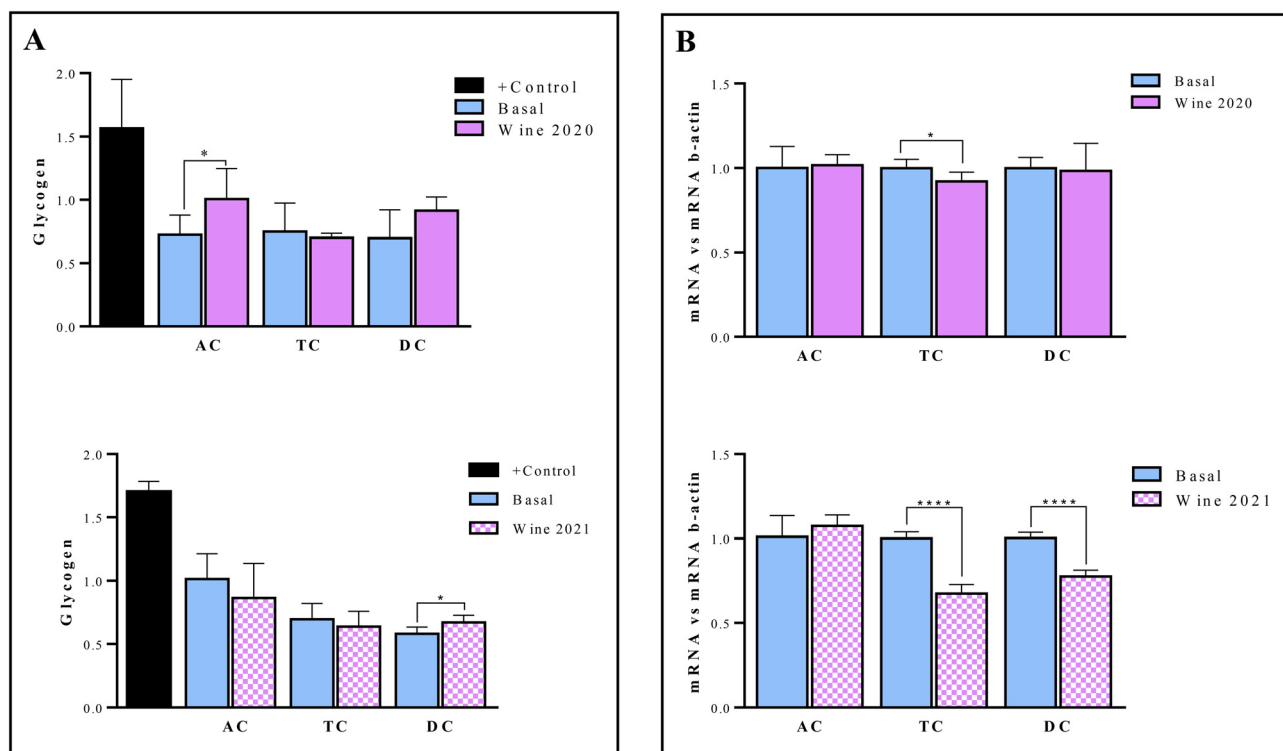 A
Glycogen
2.0
1.5
1.0
0.5
0.0
*
AC
TC
DC
+Control
Basal
Wine 2020
Glycogen
2.0
1.5
1.0
0.5
0.0
*
AC
TC
DC
+Control
Basal
Wine 2021
B
mRNA vs mRNA b-actin
1.5
1.0
0.5
0.0
*
AC
TC
DC
Basal
Wine 2020
mRNA vs mRNA b-actin
1.5
1.0
0.5
0.0
****
****
AC
TC
DC
Basal
Wine 2021